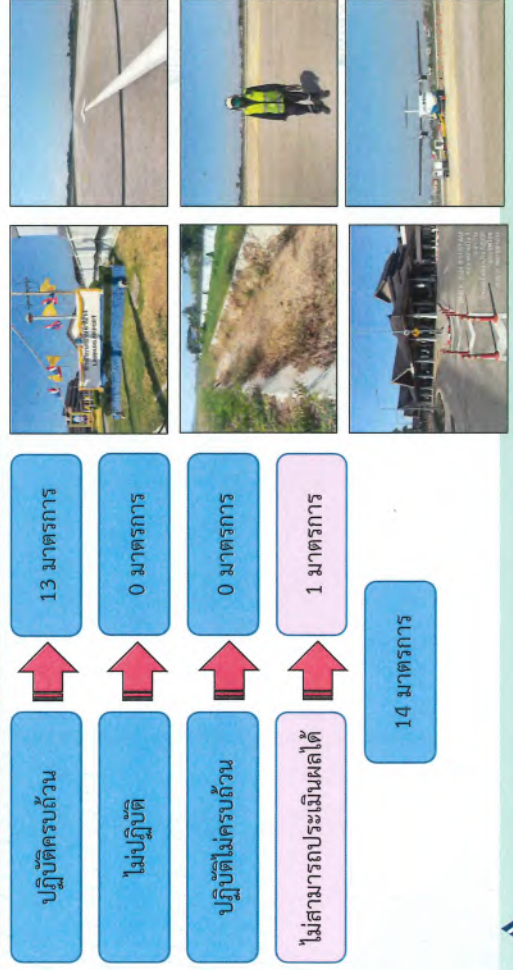 ปฏิบัติครบถ้วน
13 มาตรการ
ไม่ปฏิบัติ
0 มาตรการ
ปฏิบัติไม่ครบถ้วน
0 มาตรการ
ไม่สามารถประเมินผลได้
1 มาตรการ
14 มาตรการ